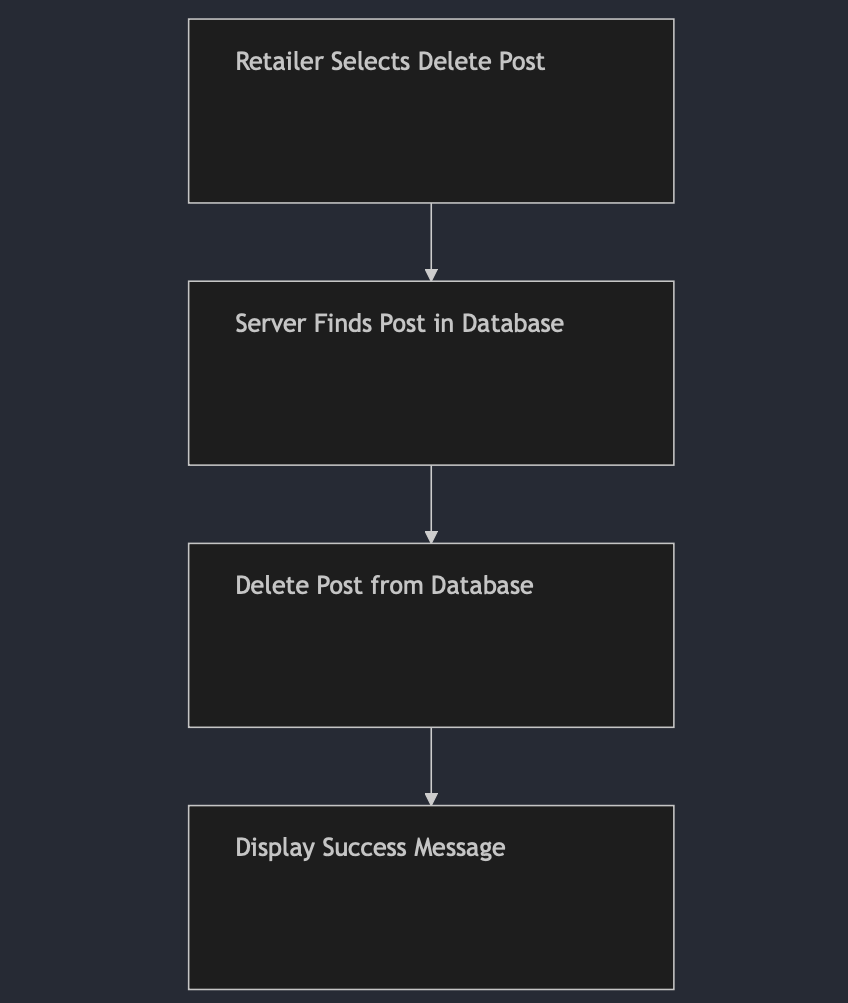 Retailer Selects Delete Post
Server Finds Post in Database
Delete Post from Database
Display Success Message